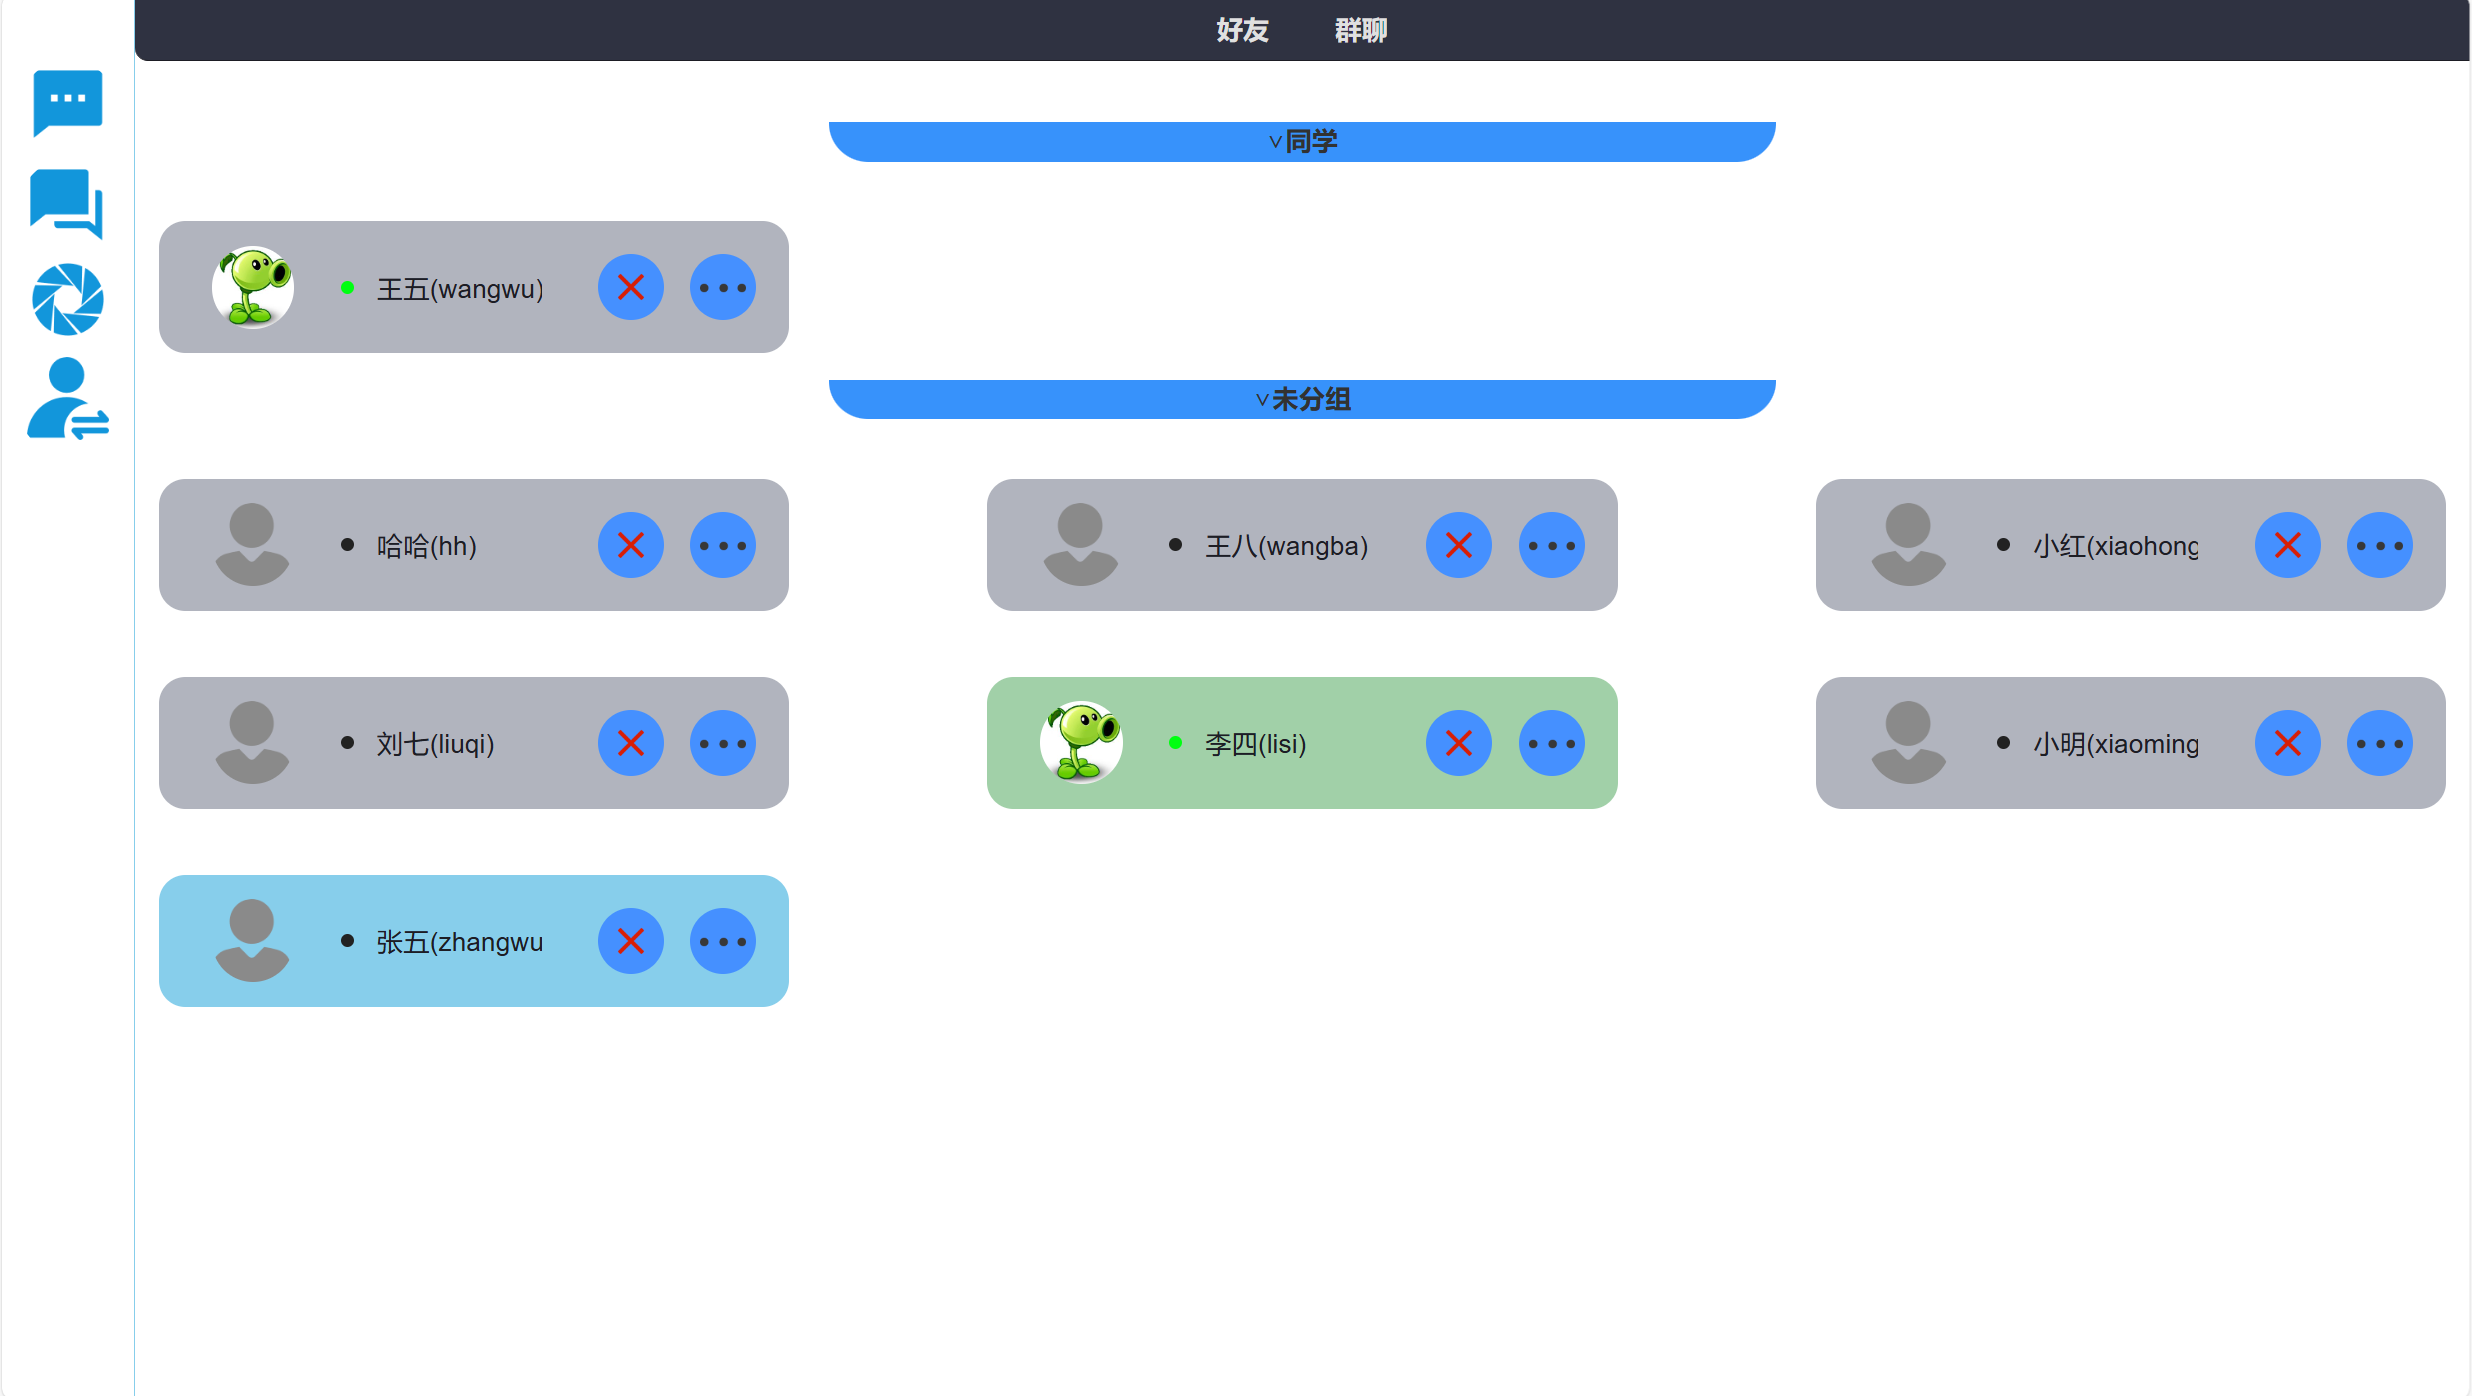 好友 群聊
同学
王五(wangwu)
未分组
哈哈(hh) 王八(wangba) 小红(xiaohong
刘七(liuqi) 李四(lisi) 小明(xiaoming
张五(zhangwu